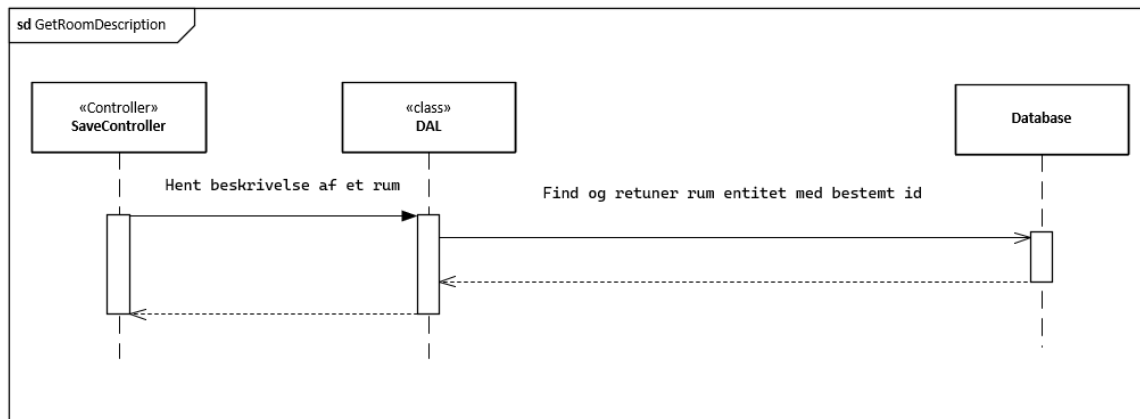 sd GetRoomDescription
«Controller»
SaveController
«class»
DAL
Database
Hent beskrivelse af et rum
Find og retuner rum entitet med bestemt id